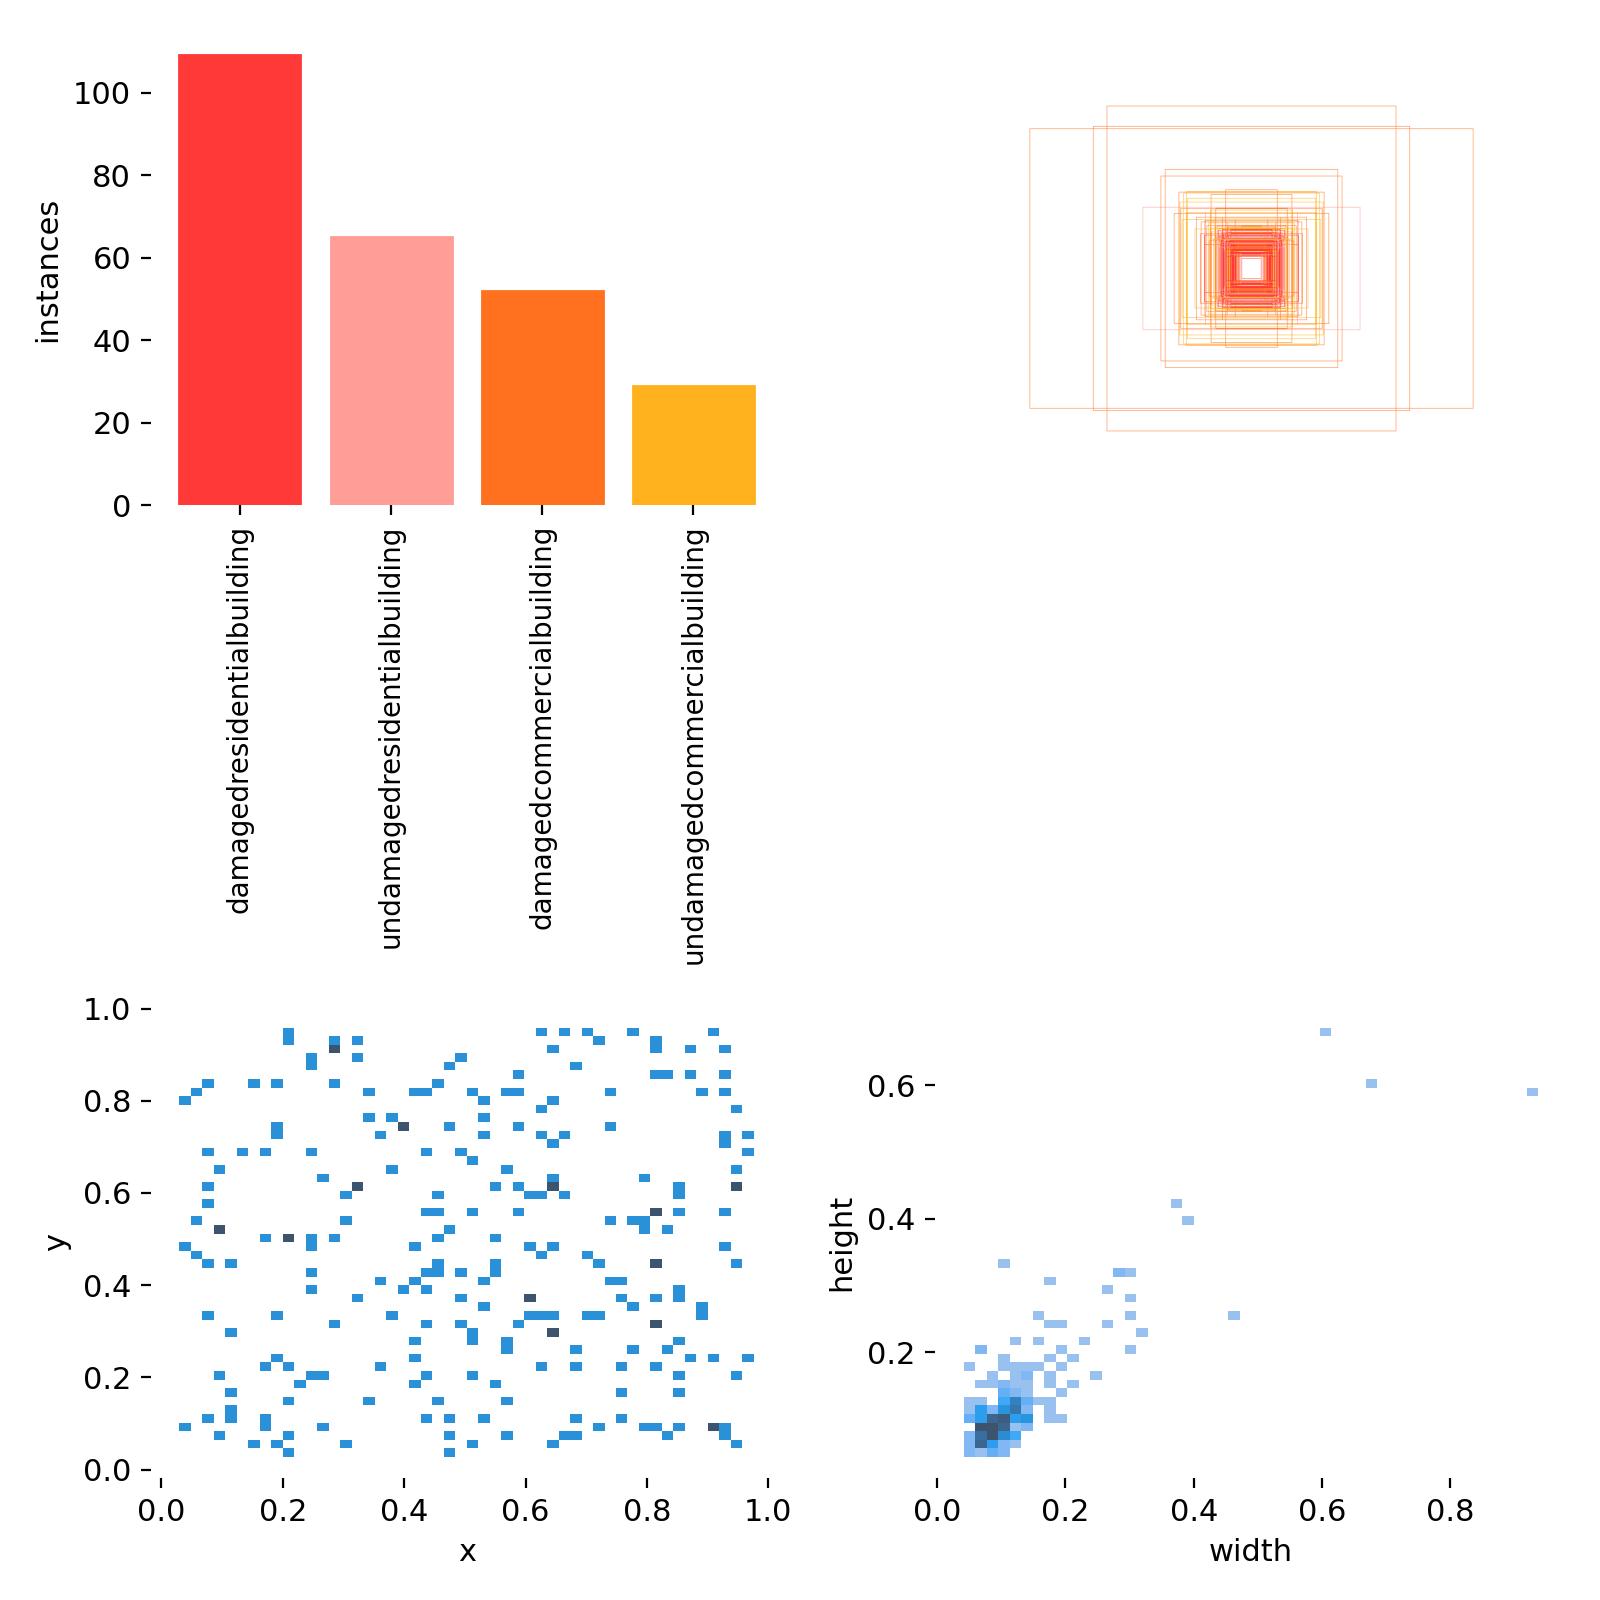 100
80
60
40
20
0
instances
damagedresidentialbuilding
undamagedresidentialbuilding
damagedcommercialbuilding
undamagedcommercialbuilding
1.0
0.8
0.6
0.4
0.2
0.0
y
0.0 0.2 0.4 0.6 0.8 1.0
x
0.6
0.4
0.2
height
0.0 0.2 0.4 0.6 0.8
width